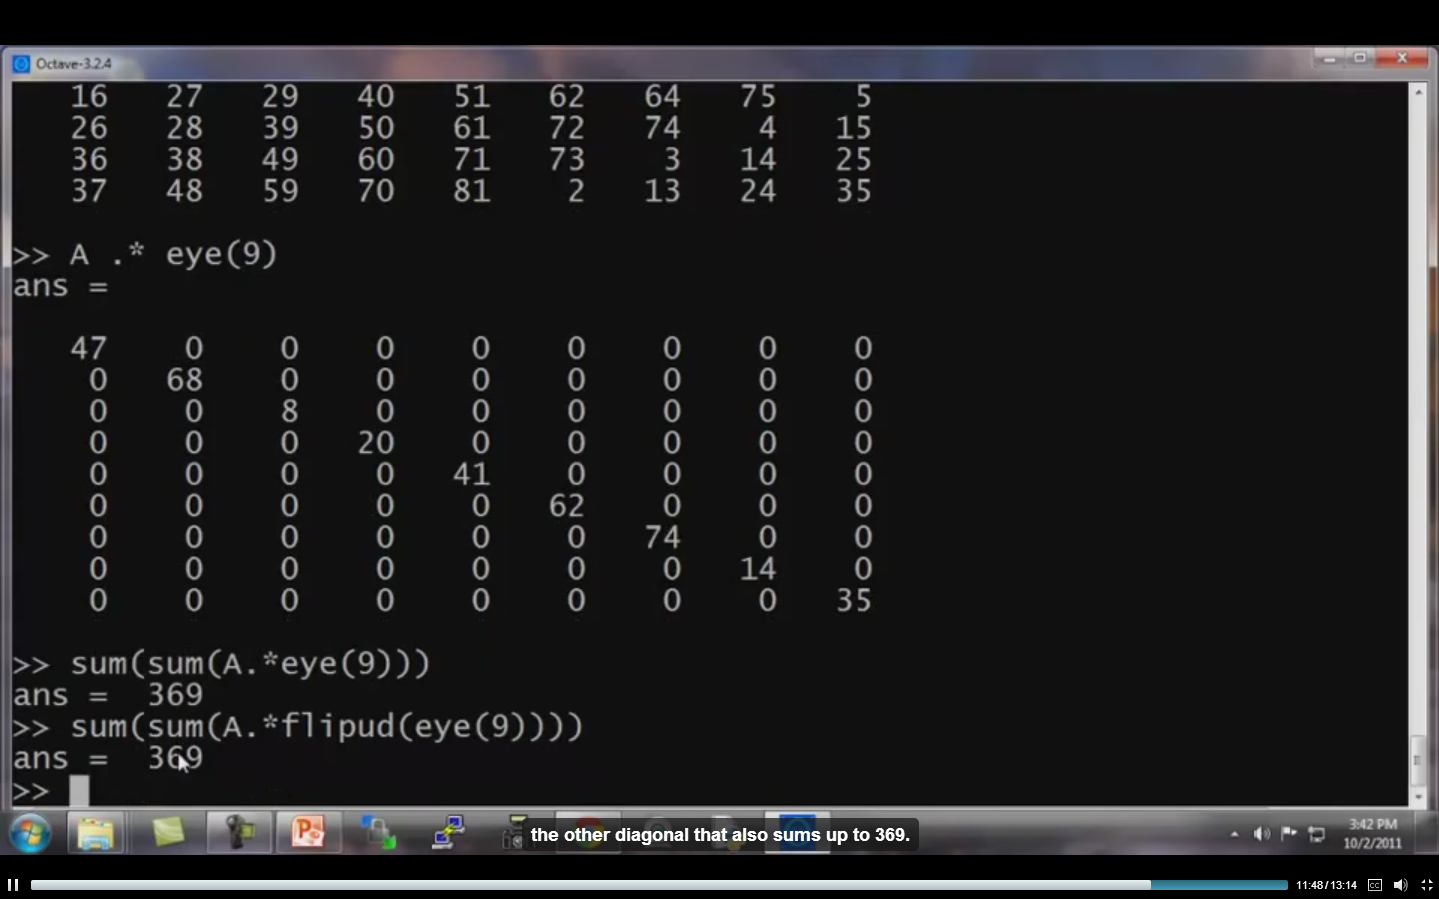 Octave-3.2.4
16 27 29 40 51 62 64 75 5
26 28 39 50 61 72 74 4 15
36 38 49 60 71 73 3 14 25
37 48 59 70 81 2 13 24 35
>> A .* eye(9)
ans =
47 0 0 0 0 0 0 0 0
0 68 0 0 0 0 0 0 0
0 0 8 0 0 0 0 0 0
0 0 0 20 0 0 0 0 0
0 0 0 0 41 0 0 0 0
0 0 0 0 0 62 0 0 0
0 0 0 0 0 0 74 0 0
0 0 0 0 0 0 0 14 0
0 0 0 0 0 0 0 0 35
>> sum(sum(A.*eye(9)))
ans = 369
>> sum(sum(A.*flipud(eye(9))))
ans = 369
>>
the other diagonal that also sums up to 369.
3:42 PM
10/2/2011
11:48/13:14
CC